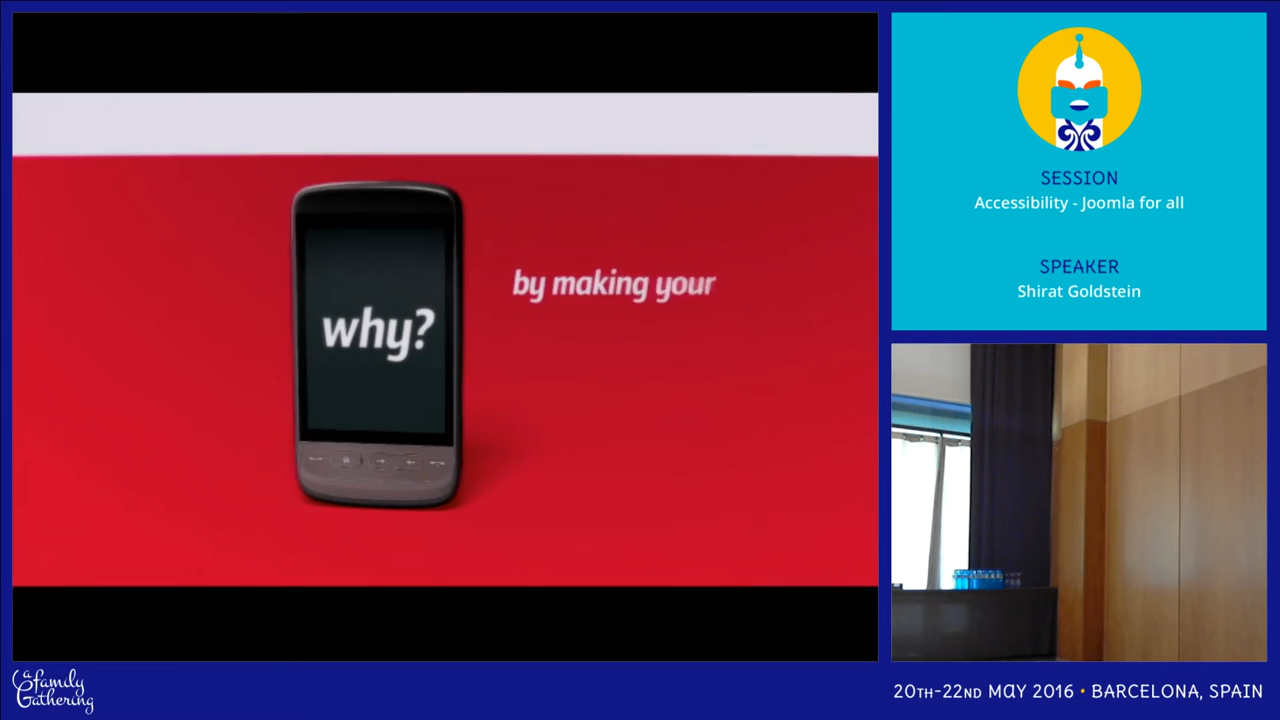 why?
by making your
SESSION
Accessibility - Joomla for all
SPEAKER
Shirat Goldstein
a family
Gathering
20TH-22ND MAY 2016 • BARCELONA, SPAIN